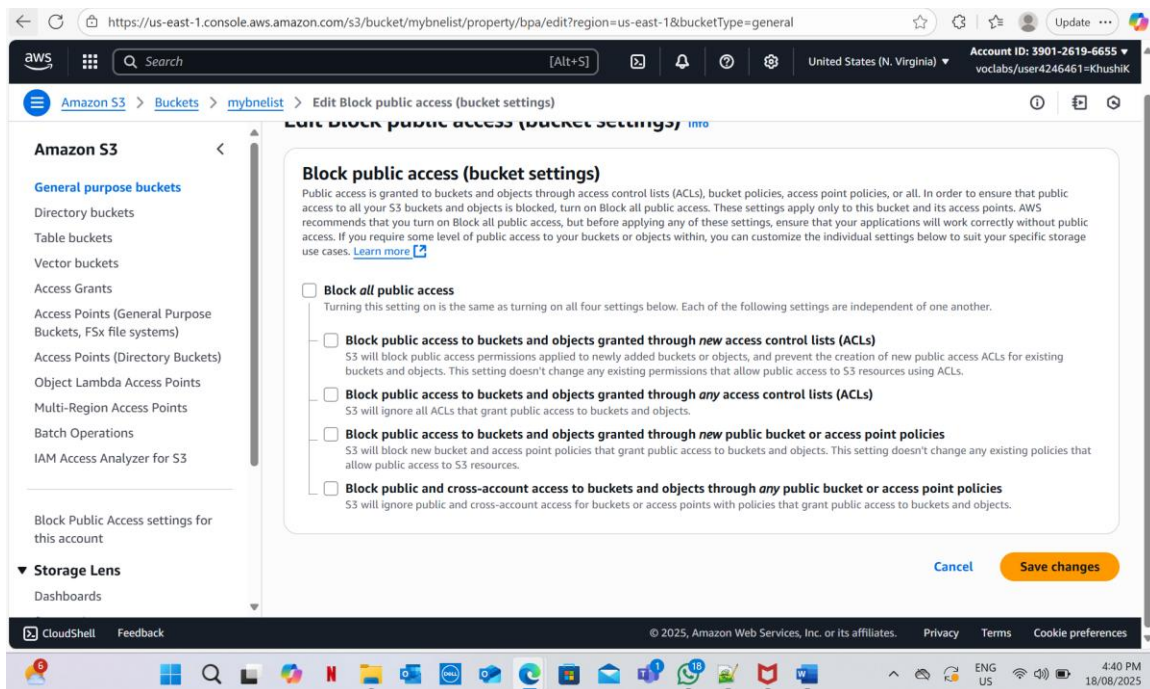 https://us-east-1.console.aws.amazon.com/s3/bucket/mybnelist/property/bpa/edit?region=us-east-1&bucketType=general
Update
aws
Search
[Alt+S]
United States (N. Virginia) ▼
Account ID: 3901-2619-6655 ▼
voclabs/user4246461=KhushiK
Amazon S3 > Buckets > mybnelist > Edit Block public access (bucket settings)
Edit Block public access (bucket settings) Info
Amazon S3
General purpose buckets
Directory buckets
Table buckets
Vector buckets
Access Grants
Access Points (General Purpose
Buckets, FSx file systems)
Access Points (Directory Buckets)
Object Lambda Access Points
Multi-Region Access Points
Batch Operations
IAM Access Analyzer for S3
Block Public Access settings for
this account
▼ Storage Lens
Dashboards
Block public access (bucket settings)
Public access is granted to buckets and objects through access control lists (ACLs), bucket policies, access point policies, or all. In order to ensure that public
access to all your S3 buckets and objects is blocked, turn on Block all public access. These settings apply only to this bucket and its access points. AWS
recommends that you turn on Block all public access, but before applying any of these settings, ensure that your applications will work correctly without public
access. If you require some level of public access to your buckets or objects within, you can customize the individual settings below to suit your specific storage
use cases. Learn more
Block all public access
Turning this setting on is the same as turning on all four settings below. Each of the following settings are independent of one another.
Block public access to buckets and objects granted through new access control lists (ACLs)
S3 will block public access permissions applied to newly added buckets or objects, and prevent the creation of new public access ACLs for existing
buckets and objects. This setting doesn't change any existing permissions that allow public access to S3 resources using ACLs.
Block public access to buckets and objects granted through any access control lists (ACLs)
S3 will ignore all ACLs that grant public access to buckets and objects.
Block public access to buckets and objects granted through new public bucket or access point policies
S3 will block new bucket and access point policies that grant public access to buckets and objects. This setting doesn't change any existing policies that
allow public access to S3 resources.
Block public and cross-account access to buckets and objects through any public bucket or access point policies
S3 will ignore public and cross-account access for buckets or access points with policies that grant public access to buckets and objects.
Cancel
Save changes
CloudShell Feedback
© 2025, Amazon Web Services, Inc. or its affiliates. Privacy Terms Cookie preferences
6
N
DELL
18
W
ENG
US
4:40 PM
18/08/2025